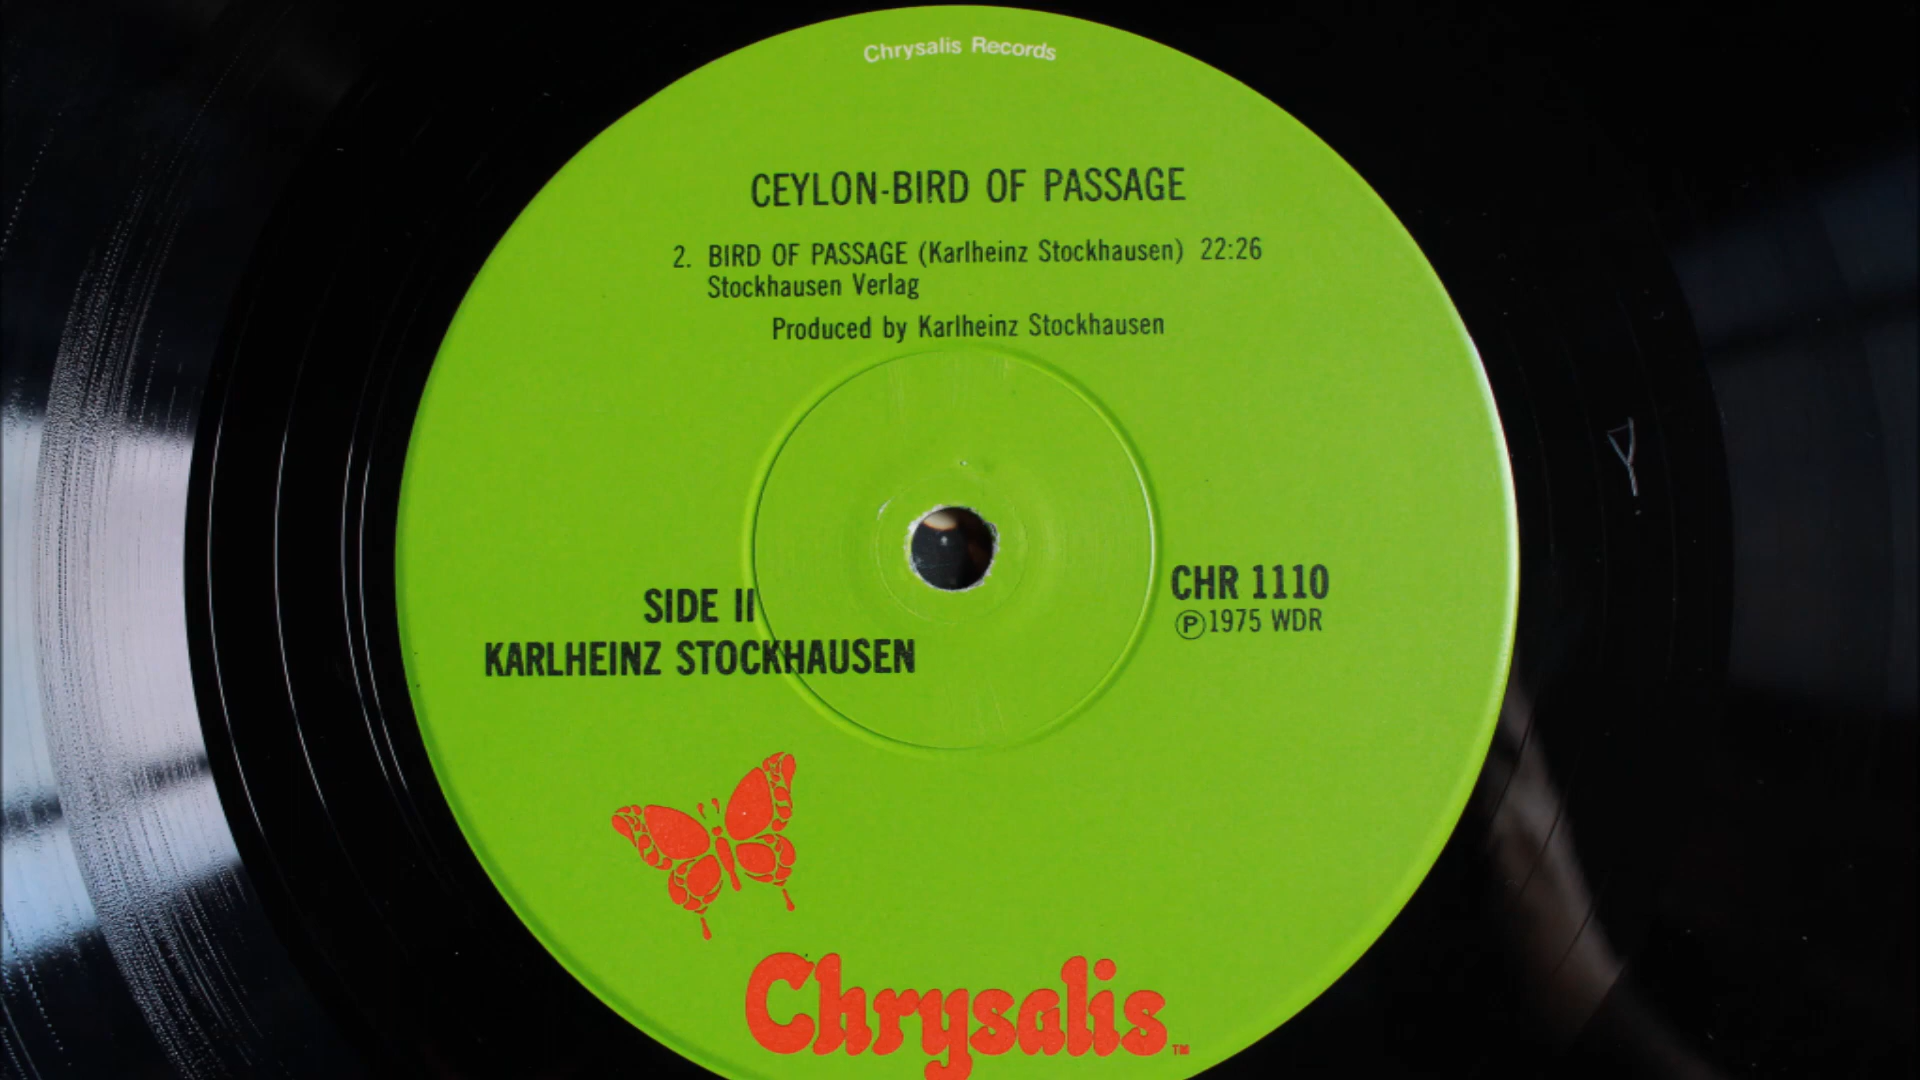 Chrysalis Records
CEYLON-BIRD OF PASSAGE
2. BIRD OF PASSAGE (Karlheinz Stockhausen) 22:26
Stockhausen Verlag
Produced by Karlheinz Stockhausen
SIDE II
KARLHEINZ STOCKHAUSEN
CHR 1110
℗1975 WDR
Chrysalis™